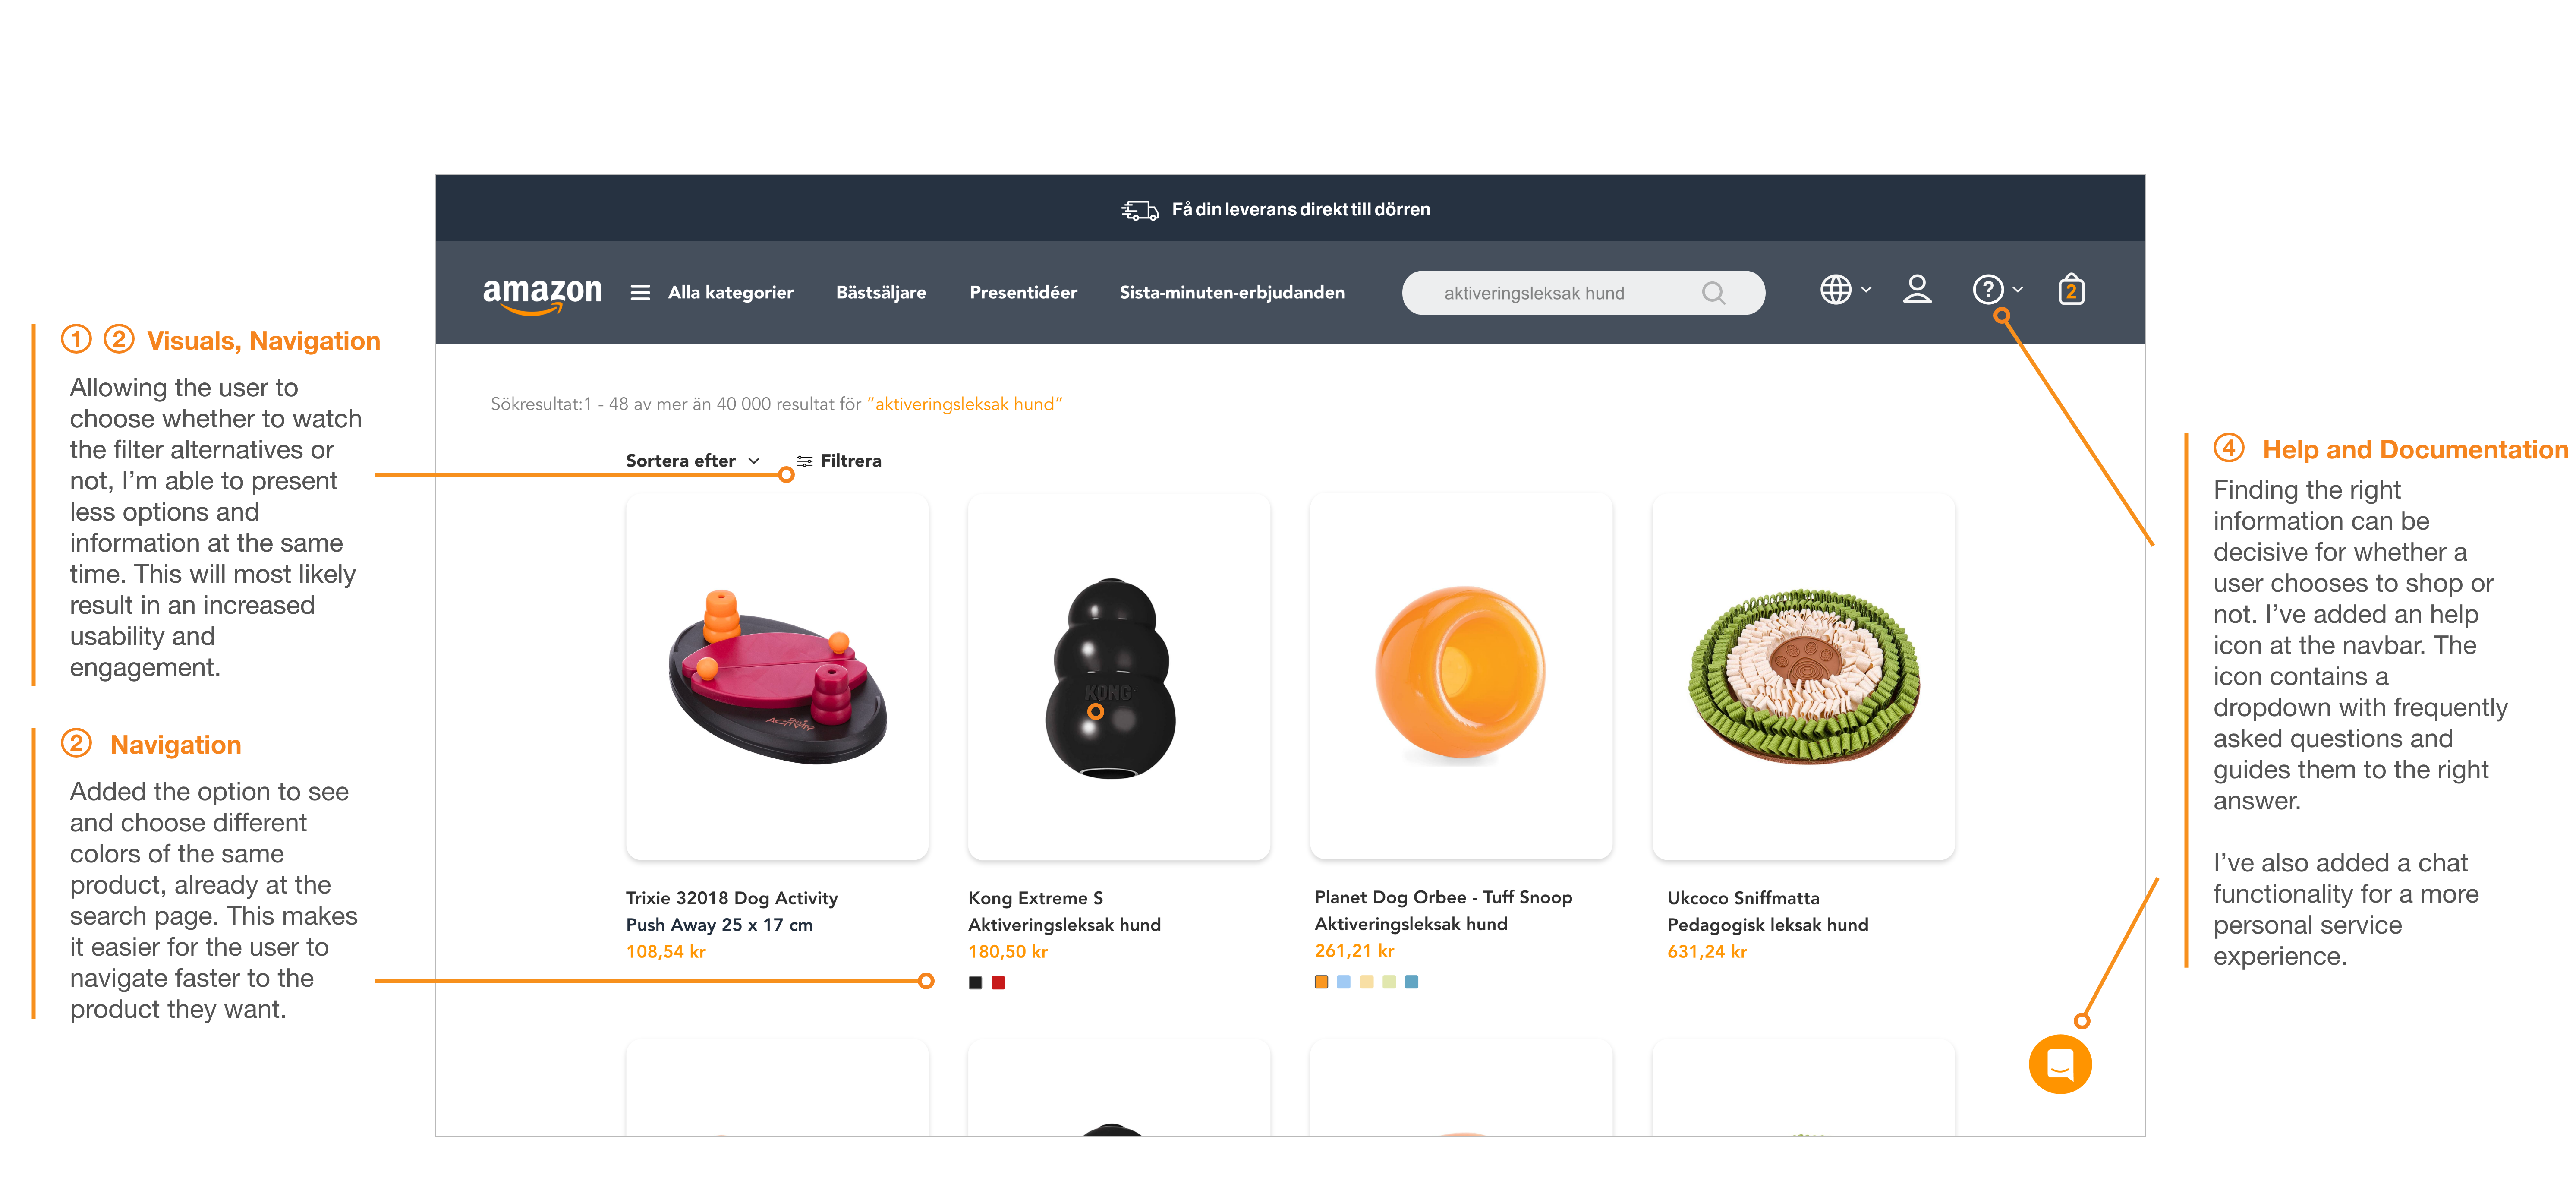 Få din leverans direkt till dörren
amazon
Alla kategorier
Bästsäljare
Presentidéer
Sista-minuten-erbjudanden
aktiveringsleksak hund
?
2
Sökresultat:1 - 48 av mer än 40 000 resultat för ”aktiveringsleksak hund”
Sortera efter
Filtrera
ACTIVITY
KONG
Trixie 32018 Dog Activity
Push Away 25 x 17 cm
108,54 kr
Kong Extreme S
Aktiveringsleksak hund
180,50 kr
Planet Dog Orbee - Tuff Snoop
Aktiveringsleksak hund
261,21 kr
Ukcoco Sniffmatta
Pedagogisk leksak hund
631,24 kr
1 2 Visuals, Navigation
Allowing the user to
choose whether to watch
the filter alternatives or
not, I’m able to present
less options and
information at the same
time. This will most likely
result in an increased
usability and
engagement.
2 Navigation
Added the option to see
and choose different
colors of the same
product, already at the
search page. This makes
it easier for the user to
navigate faster to the
product they want.
4 Help and Documentation
Finding the right
information can be
decisive for whether a
user chooses to shop or
not. I’ve added an help
icon at the navbar. The
icon contains a
dropdown with frequently
asked questions and
guides them to the right
answer.
I’ve also added a chat
functionality for a more
personal service
experience.